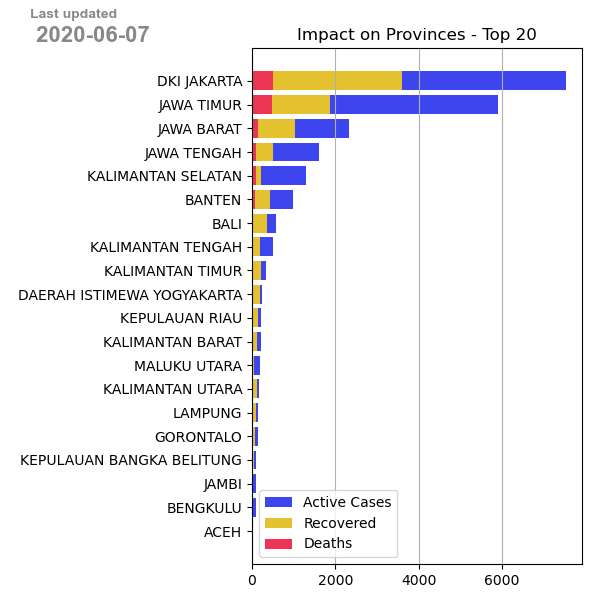 Last updated
2020-06-07
Impact on Provinces - Top 20
DKI JAKARTA
JAWA TIMUR
JAWA BARAT
JAWA TENGAH
KALIMANTAN SELATAN
BANTEN
BALI
KALIMANTAN TENGAH
KALIMANTAN TIMUR
DAERAH ISTIMEWA YOGYAKARTA
KEPULAUAN RIAU
KALIMANTAN BARAT
MALUKU UTARA
KALIMANTAN UTARA
LAMPUNG
GORONTALO
KEPULAUAN BANGKA BELITUNG
JAMBI
BENGKULU
ACEH
Active Cases
Recovered
Deaths
0 2000 4000 6000